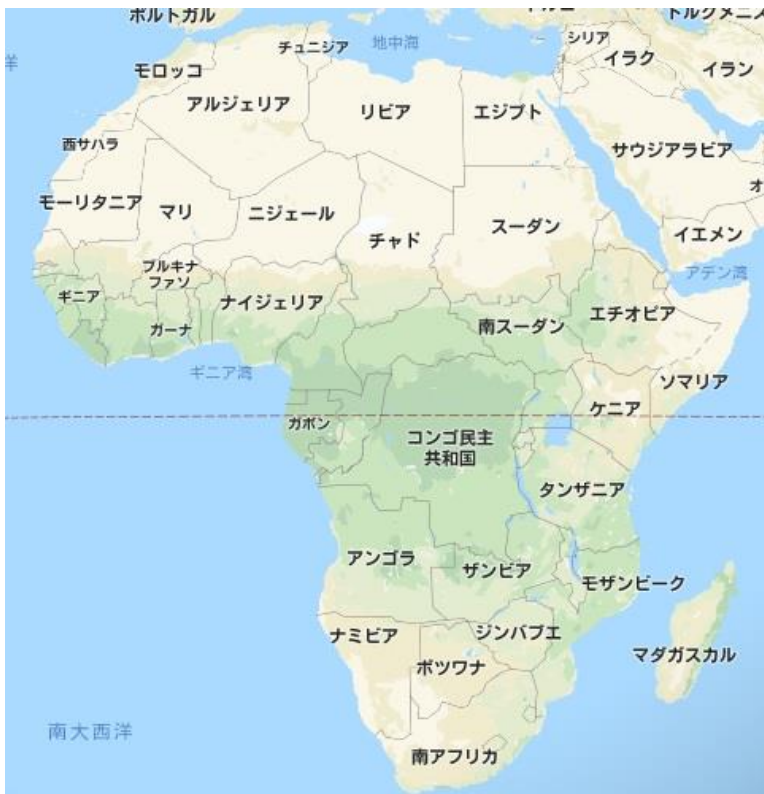 ポルトガル
チュニジア
地中海
シリア
イラク
イラン
モロッコ
アルジェリア
リビア
エジプト
サウジアラビア
西サハラ
モーリタニア
マリ
ニジェール
チャド
スーダン
イエメン
オ
アデン湾
ブルキナ
ファソ
ギニア
ナイジェリア
ガーナ
南スーダン
エチオピア
ギニア湾
ソマリア
ケニア
ガボン
コンゴ民主
共和国
タンザニア
アンゴラ
ザンビア
モザンビーク
ナミビア
ジンバブエ
ボツワナ
マダガスカル
南大西洋
南アフリカ
洋